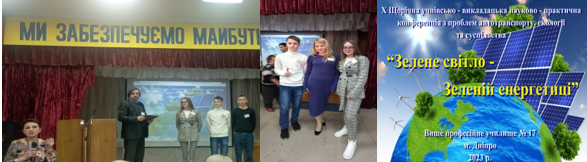 МИ ЗАБЕЗПЕЧУЄМО МАЙБУТ
Х Щорічна учнівсько - викладацька науково - практична
конференція з проблем автотранспорту, екології
та суспільства
“Зелене світло -
Зеленій енергетиці”
Вище професійне училище № 17
м. Дніпро
2023 р.